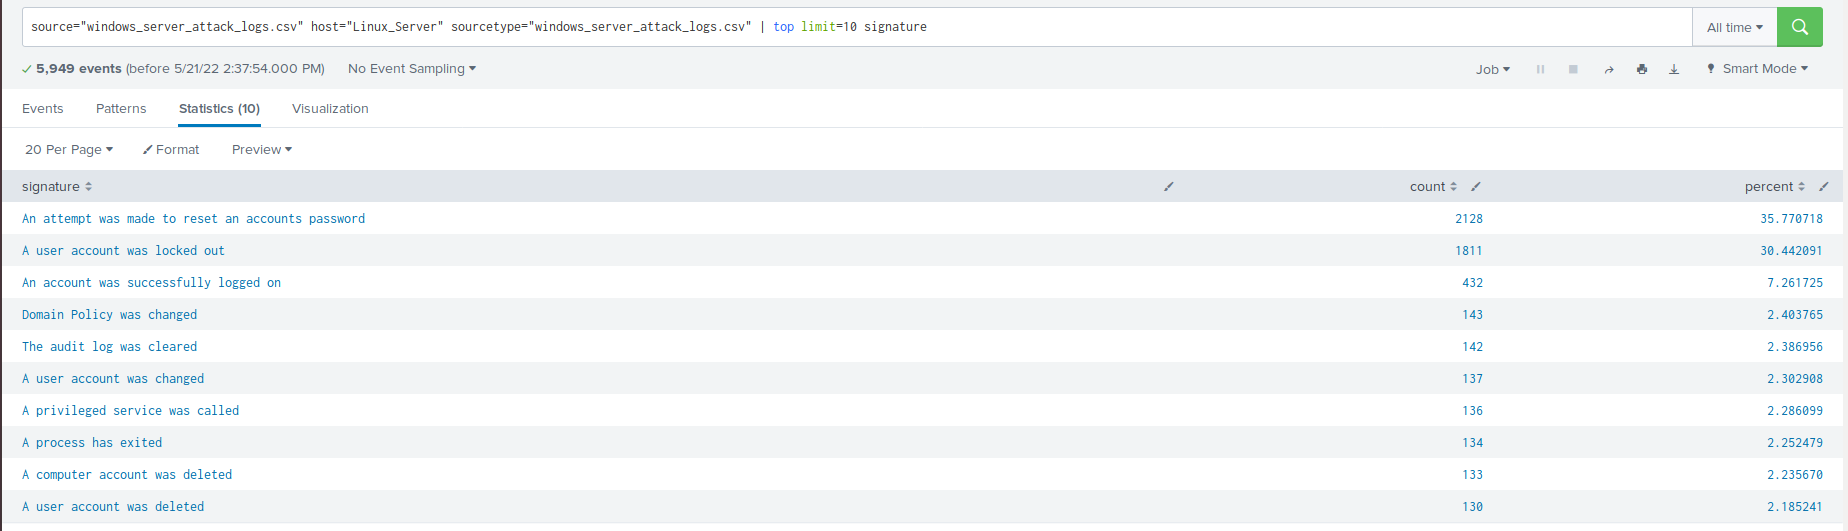 source="windows_server_attack_logs.csv" host="Linux_Server" sourcetype="windows_server_attack_logs.csv" | top limit=10 signature All time
5,949 events (before 5/21/22 2:37:54.000 PM) No Event Sampling Job Smart Mode
Events Patterns Statistics (10) Visualization
20 Per Page Format Preview
signature count percent
An attempt was made to reset an accounts password 2128 35.770718
A user account was locked out 1811 30.442091
An account was successfully logged on 432 7.261725
Domain Policy was changed 143 2.403765
The audit log was cleared 142 2.386956
A user account was changed 137 2.302908
A privileged service was called 136 2.286099
A process has exited 134 2.252479
A computer account was deleted 133 2.235670
A user account was deleted 130 2.185241